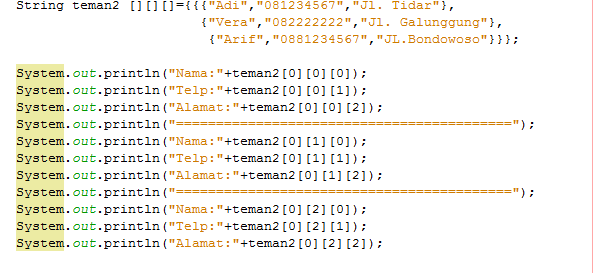 String teman2 [][][]={{{"Adi","081234567","Jl. Tidar"},
{"Vera","082222222","Jl. Galunggung"},
{"Arif","0881234567","JL.Bondowoso"}}};
System.out.println("Nama:"+teman2[0][0][0]);
System.out.println("Telp:"+teman2[0][0][1]);
System.out.println("Alamat:"+teman2[0][0][2]);
System.out.println("==========================================");
System.out.println("Nama:"+teman2[0][1][0]);
System.out.println("Telp:"+teman2[0][1][1]);
System.out.println("Alamat:"+teman2[0][1][2]);
System.out.println("==========================================");
System.out.println("Nama:"+teman2[0][2][0]);
System.out.println("Telp:"+teman2[0][2][1]);
System.out.println("Alamat:"+teman2[0][2][2]);